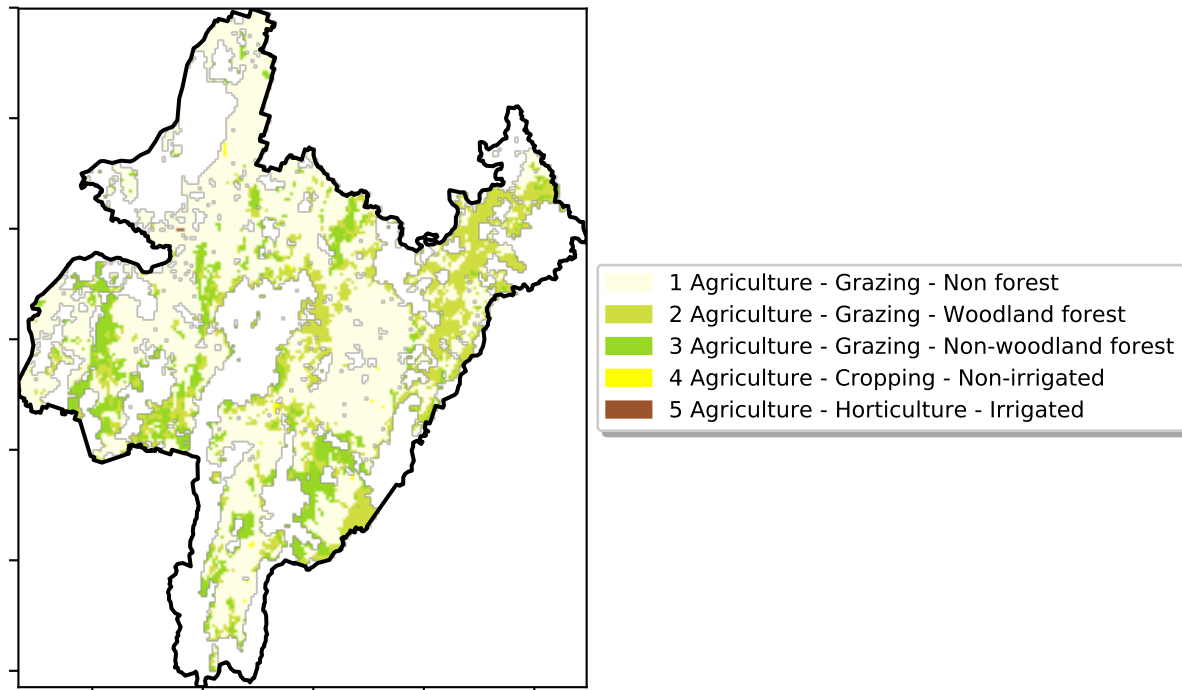 1 Agriculture - Grazing - Non forest
2 Agriculture - Grazing - Woodland forest
3 Agriculture - Grazing - Non-woodland forest
4 Agriculture - Cropping - Non-irrigated
5 Agriculture - Horticulture - Irrigated